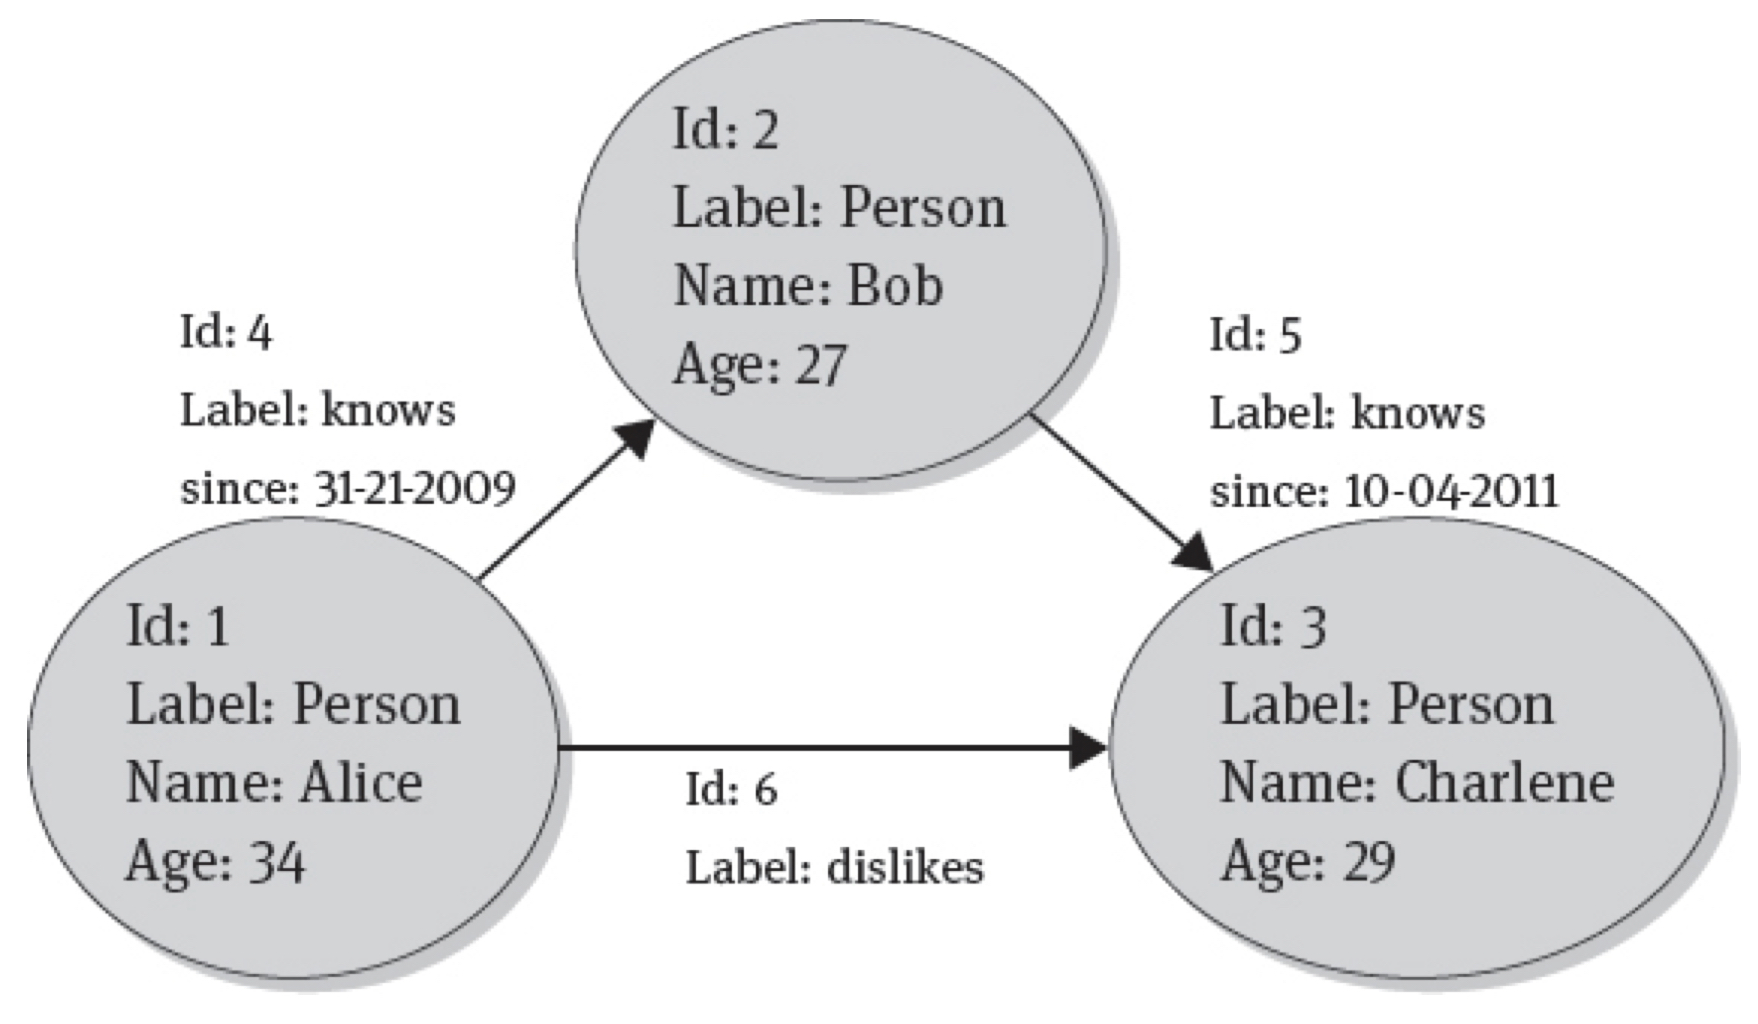 Id: 2
Label: Person
Name: Bob
Age: 27
Id: 4
Label: knows
since: 31-21-2009
Id: 5
Label: knows
since: 10-04-2011
Id: 1
Label: Person
Name: Alice
Age: 34
Id: 6
Label: dislikes
Id: 3
Label: Person
Name: Charlene
Age: 29